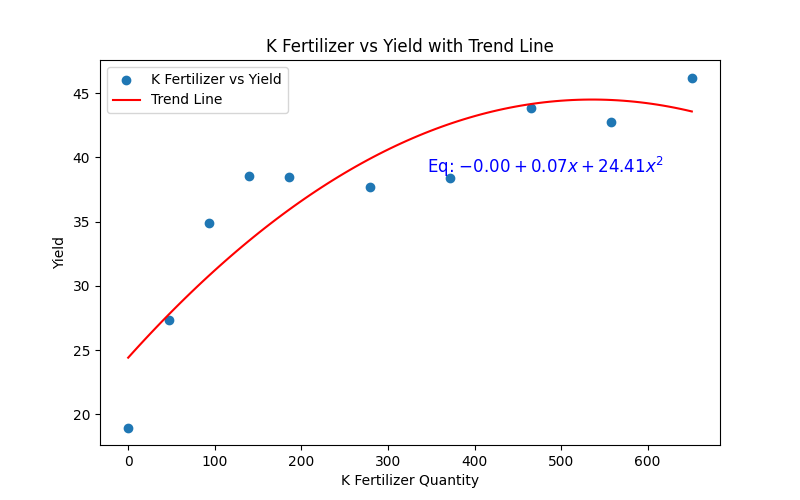 K Fertilizer vs Yield with Trend Line
K Fertilizer vs Yield
Trend Line
Eq: −0.00 + 0.07x + 24.41x²
Yield
45
40
35
30
25
20
0 100 200 300 400 500 600
K Fertilizer Quantity